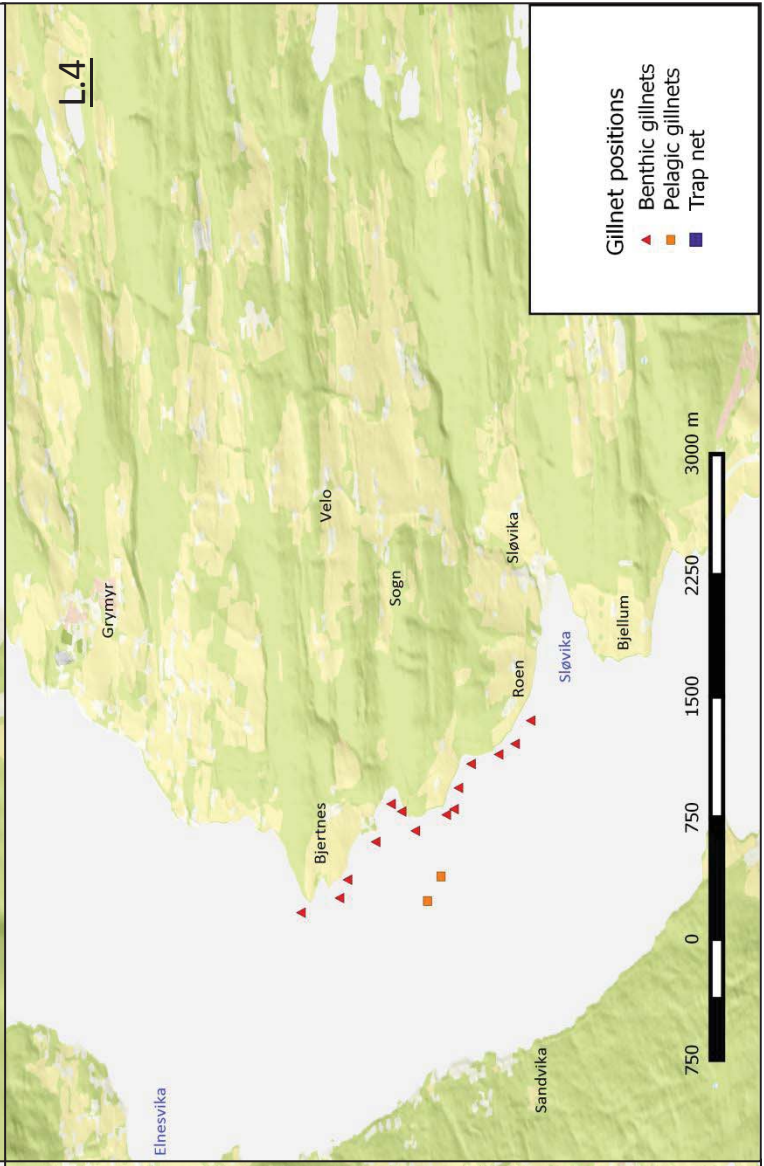 L.4
Grymyr
Velo
Sogn
Sløvika
Bjertnes
Roen
Sløvika
Bjellum
Elnesvika
Sandvika
Gillnet positions
Benthic gillnets
Pelagic gillnets
Trap net
750 0 750 1500 2250 3000 m